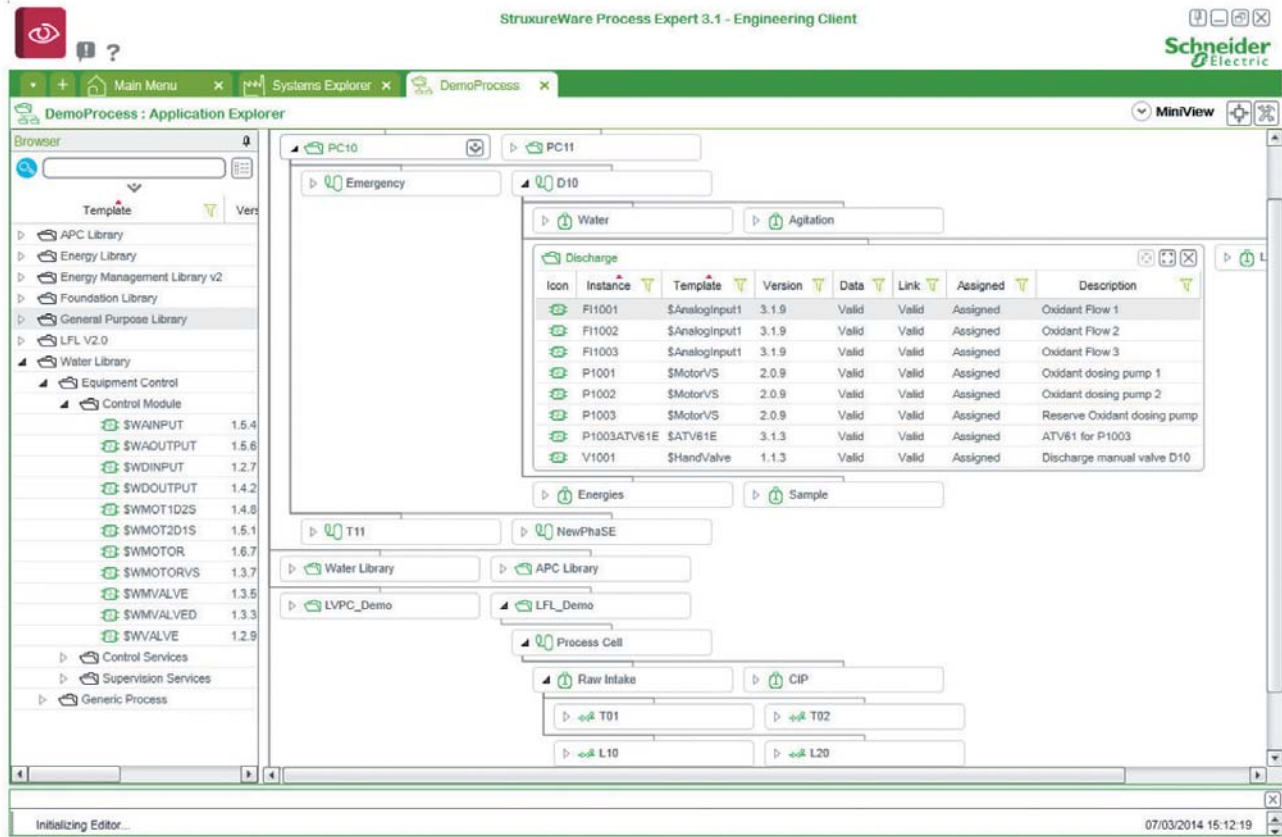 StruxureWare Process Expert 3.1 - Engineering Client
?
Schneider
Electric
+ Main Menu × Systems Explorer × DemoProcess ×
DemoProcess : Application Explorer MiniView
Browser
Template Vers
APC Library
Energy Library
Energy Management Library v2
Foundation Library
General Purpose Library
LFL V2.0
Water Library
Equipment Control
Control Module
$WAINPUT 1.5.4
$WAOUTPUT 1.5.6
$WDINPUT 1.2.7
$WDOUTPUT 1.4.2
$WMOT1D2S 1.4.8
$WMOT2D1S 1.5.1
$WMOTOR 1.6.7
$WMOTORVS 1.3.7
$WMVALVE 1.3.5
$WMVALVED 1.3.3
$WVALVE 1.2.9
Control Services
Supervision Services
Generic Process
PC10 PC11
Emergency D10
Water Agitation
Discharge L
Icon Instance Template Version Data Link Assigned Description
FI1001 $AnalogInput1 3.1.9 Valid Valid Assigned Oxidant Flow 1
FI1002 $AnalogInput1 3.1.9 Valid Valid Assigned Oxidant Flow 2
FI1003 $AnalogInput1 3.1.9 Valid Valid Assigned Oxidant Flow 3
P1001 $MotorVS 2.0.9 Valid Valid Assigned Oxidant dosing pump 1
P1002 $MotorVS 2.0.9 Valid Valid Assigned Oxidant dosing pump 2
P1003 $MotorVS 2.0.9 Valid Valid Assigned Reserve Oxidant dosing pump
P1003ATV61E $ATV61E 3.1.3 Valid Valid Assigned ATV61 for P1003
V1001 $HandValve 1.1.3 Valid Valid Assigned Discharge manual valve D10
Energies Sample
T11 NewPhaSE
Water Library APC Library
LVPC_Demo LFL_Demo
Process Cell
Raw Intake CIP
T01 T02
L10 L20
Initializing Editor... 07/03/2014 15:12:19